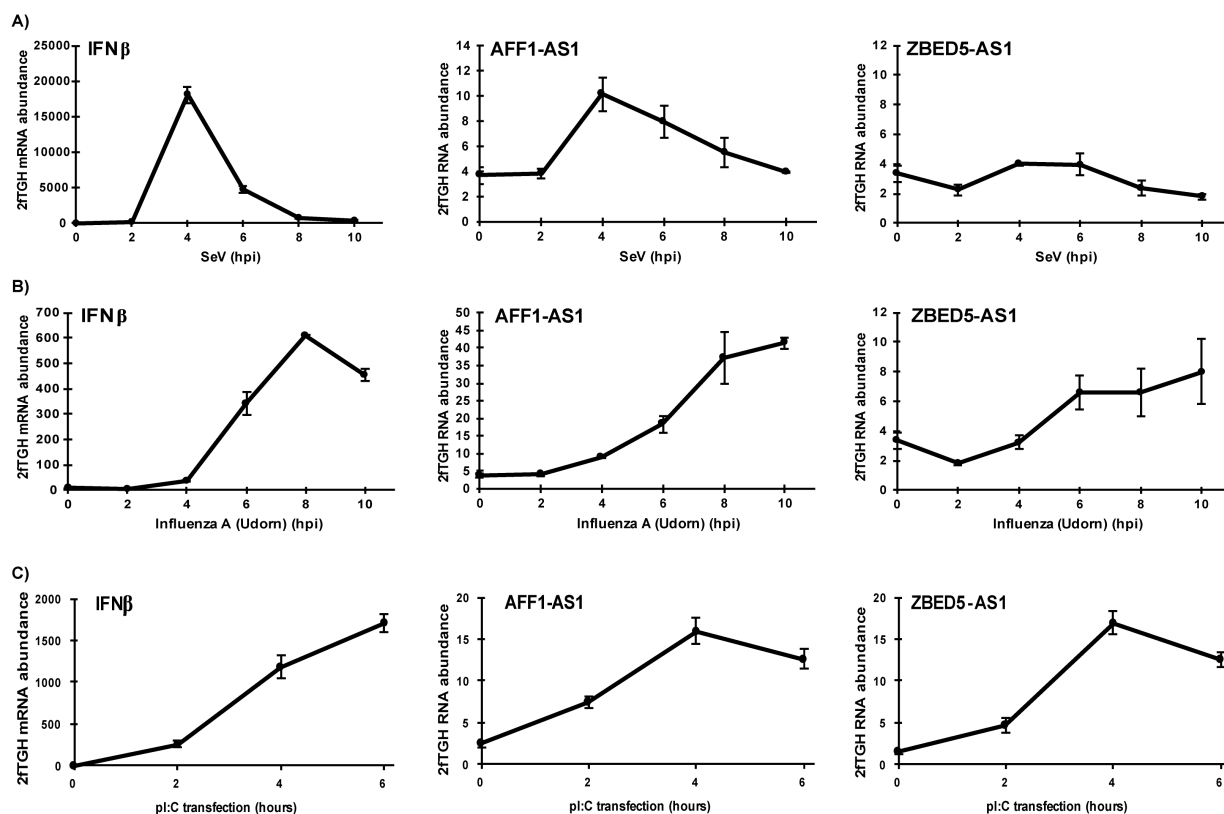 A)
IFNβ
2fTGH mRNA abundance
25000
20000
15000
10000
5000
0
0 2 4 6 8 10
SeV (hpi)
AFF1-AS1
2fTGH RNA abundance
14
12
10
8
6
4
2
0
0 2 4 6 8 10
SeV (hpi)
ZBED5-AS1
2fTGH RNA abundance
12
10
8
6
4
2
0
0 2 4 6 8 10
SeV (hpi)
B)
IFNβ
2fTGH mRNA abundance
700
600
500
400
300
200
100
0
0 2 4 6 8 10
Influenza A (Udorn) (hpi)
AFF1-AS1
2fTGH RNA abundance
50
45
40
35
30
25
20
15
10
5
0
0 2 4 6 8 10
Influenza A (Udorn) (hpi)
ZBED5-AS1
2fTGH RNA abundance
12
10
8
6
4
2
0
0 2 4 6 8 10
Influenza (Udorn) (hpi)
C)
IFNβ
2fTGH mRNA abundance
2000
1500
1000
500
0
0 2 4 6
pI:C transfection (hours)
AFF1-AS1
2fTGH RNA abundance
20
15
10
5
0
0 2 4 6
pI:C transfection (hours)
ZBED5-AS1
2fTGH RNA abundance
20
15
10
5
0
0 2 4 6
pI:C transfection (hours)